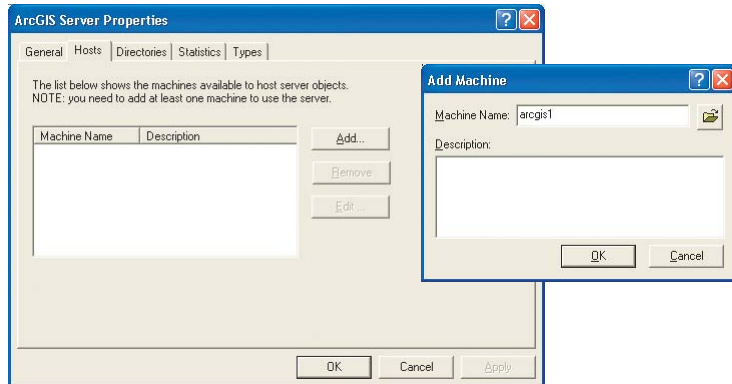 ArcGIS Server Properties
General Hosts Directories Statistics Types
The list below shows the machines available to host server objects.
NOTE: you need to add at least one machine to use the server.
Machine Name Description
Add...
Remove
Edit ...
OK Cancel Apply
Add Machine
Machine Name: arcgis1
Description:
OK Cancel